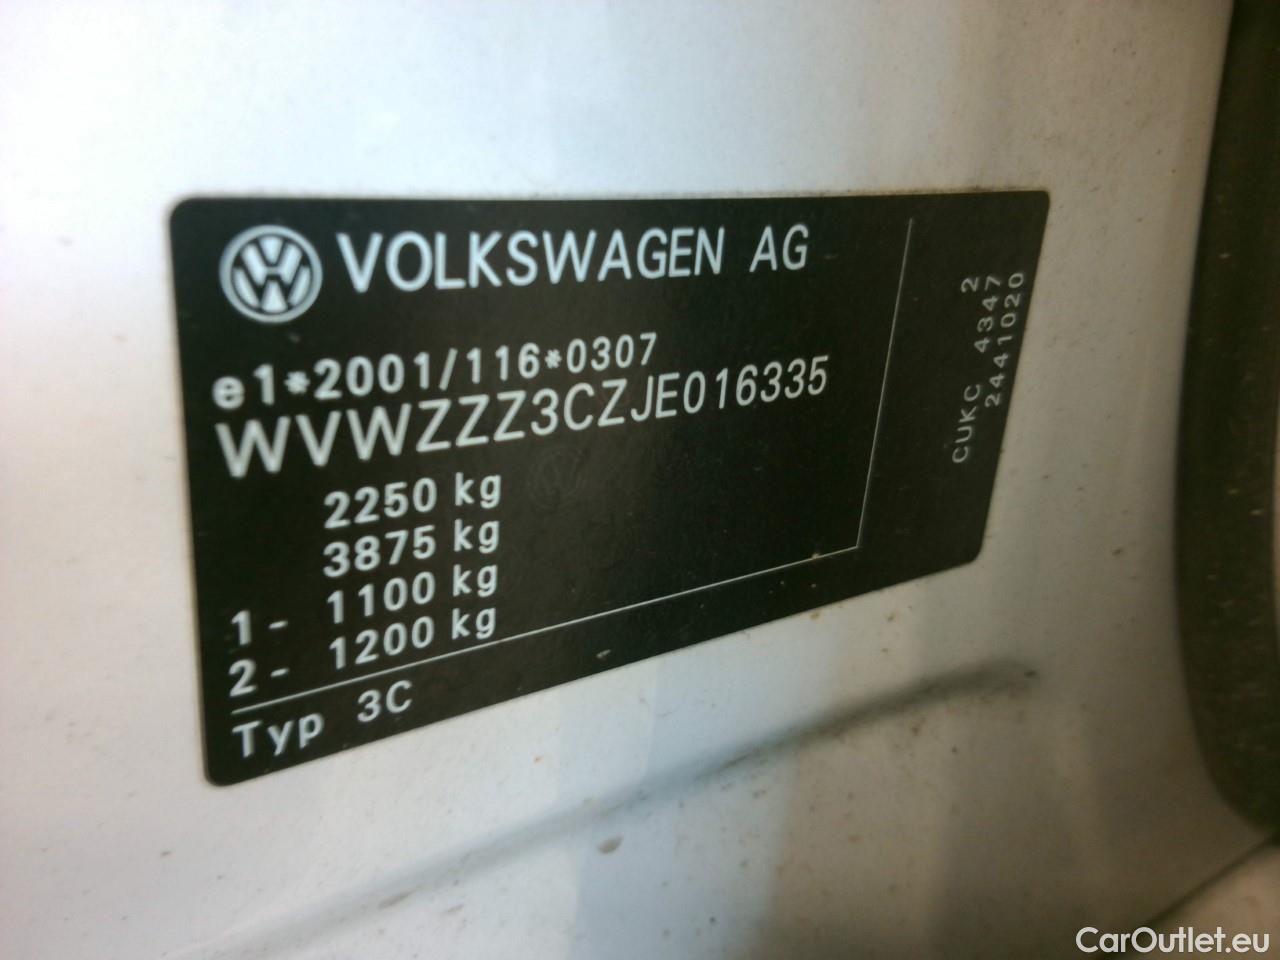 VOLKSWAGEN AG
e1*2001/116*0307
WVWZZZ3CZJE016335
2250 kg
3875 kg
1- 1100 kg
2- 1200 kg
Typ 3C
CUKC 4347 2
2441020
CarOutlet.eu